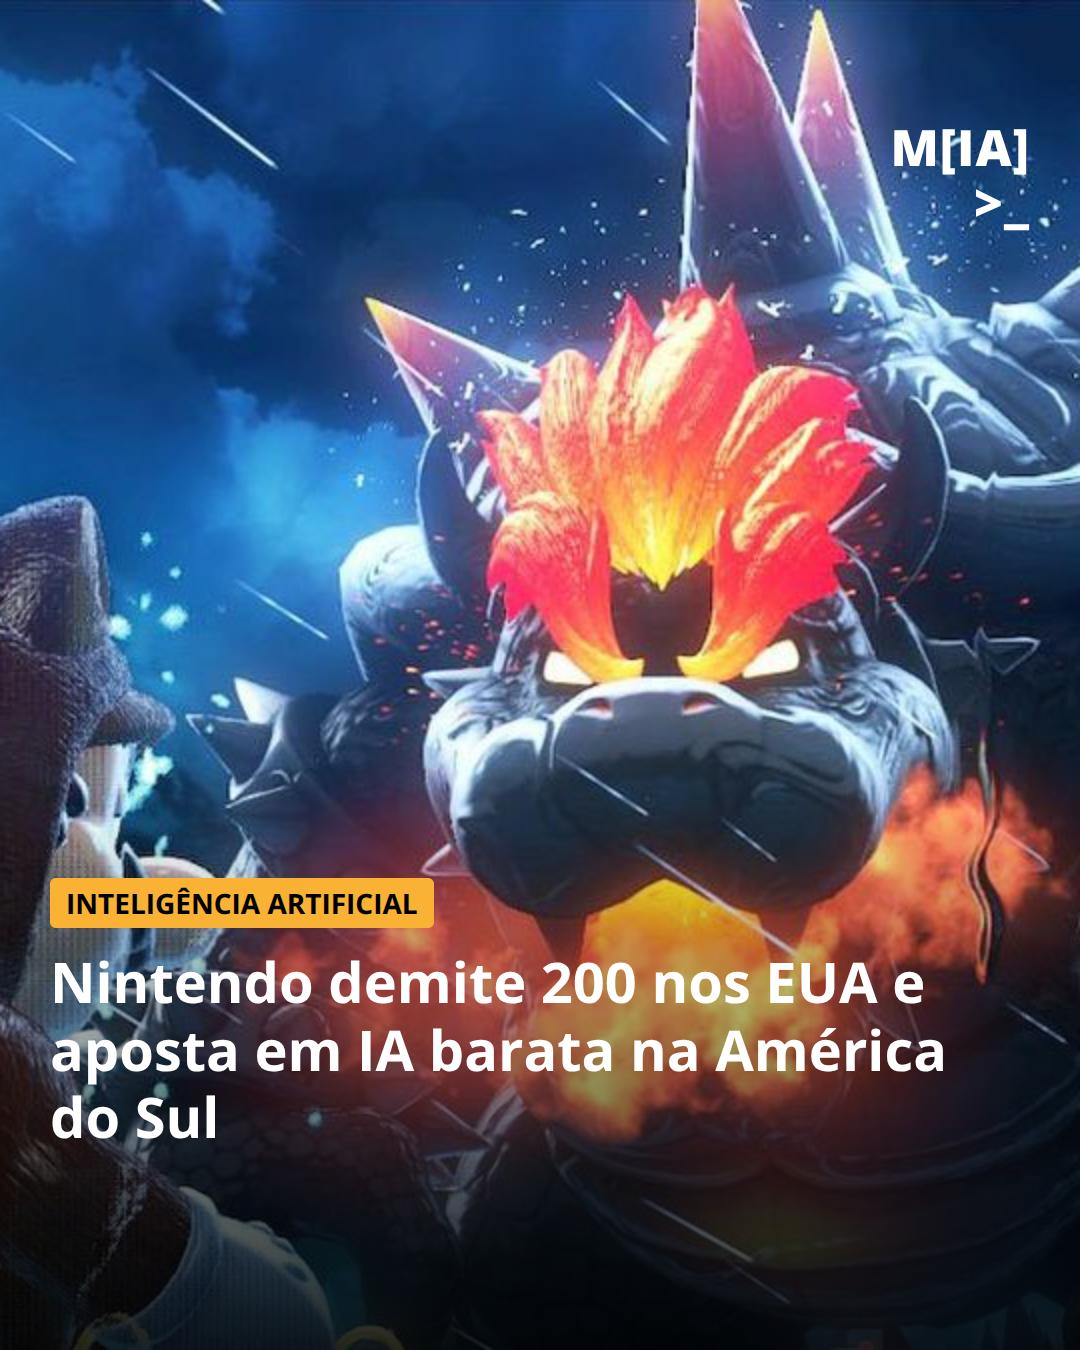 M[IA]
>_
INTELIGÊNCIA ARTIFICIAL
Nintendo demite 200 nos EUA e
aposta em IA barata na América
do Sul